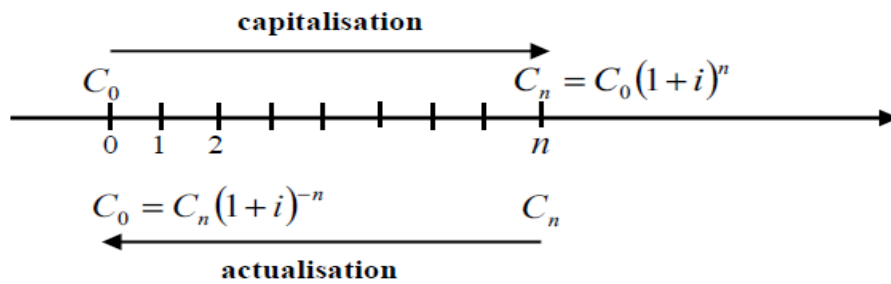 capitalisation
C₀ Cₙ = C₀(1+i)ⁿ
0 1 2 n
C₀ = Cₙ(1+i)⁻ⁿ Cₙ
actualisation